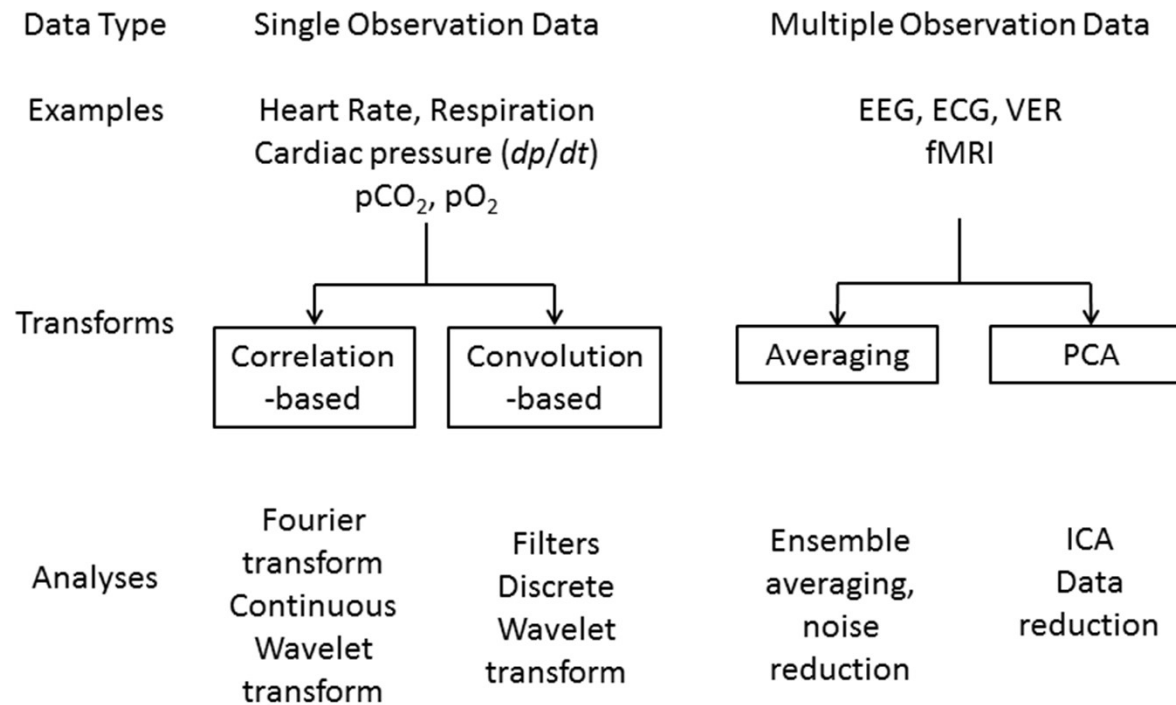 Data Type
Single Observation Data
Multiple Observation Data
Examples
Heart Rate, Respiration
Cardiac pressure (dp/dt)
pCO₂, pO₂
EEG, ECG, VER
fMRI
Transforms
Correlation
-based
Convolution
-based
Averaging
PCA
Analyses
Fourier
transform
Continuous
Wavelet
transform
Filters
Discrete
Wavelet
transform
Ensemble
averaging,
noise
reduction
ICA
Data
reduction